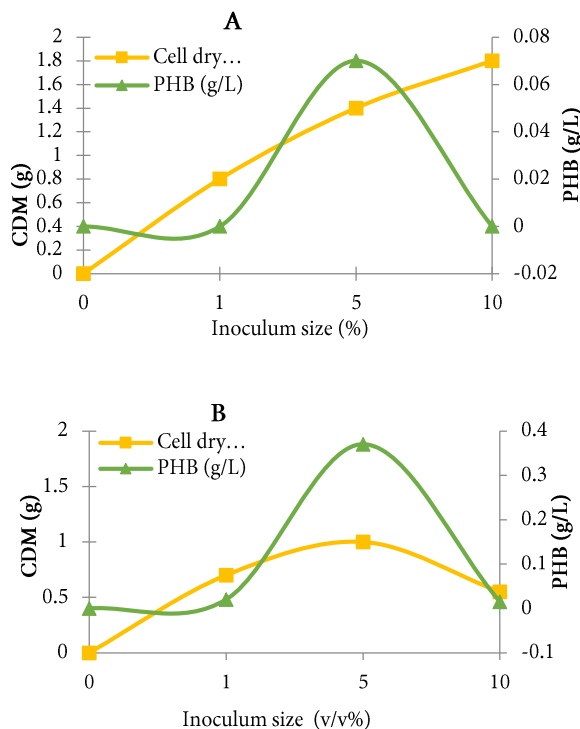 A
Cell dry…
PHB (g/L)
2
1.8
1.6
1.4
1.2
1
0.8
0.6
0.4
0.2
0
CDM (g)
0.08
0.06
0.04
0.02
0
-0.02
PHB (g/L)
0 1 5 10
Inoculum size (%)
B
Cell dry…
PHB (g/L)
2
1.5
1
0.5
0
CDM (g)
0.4
0.3
0.2
0.1
0
-0.1
PHB (g/L)
0 1 5 10
Inoculum size (v/v%)